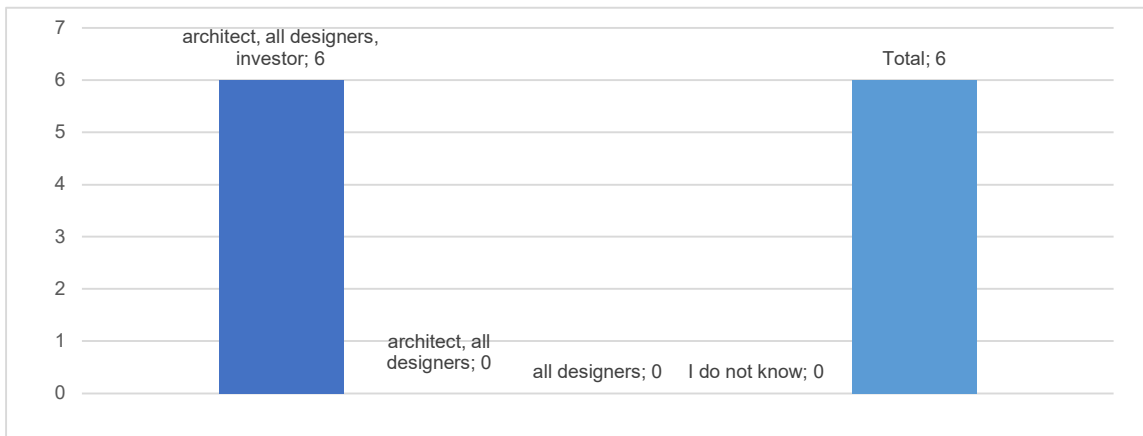 7
6
5
4
3
2
1
0
architect, all designers,
investor; 6
architect, all
designers; 0
all designers; 0
I do not know; 0
Total; 6